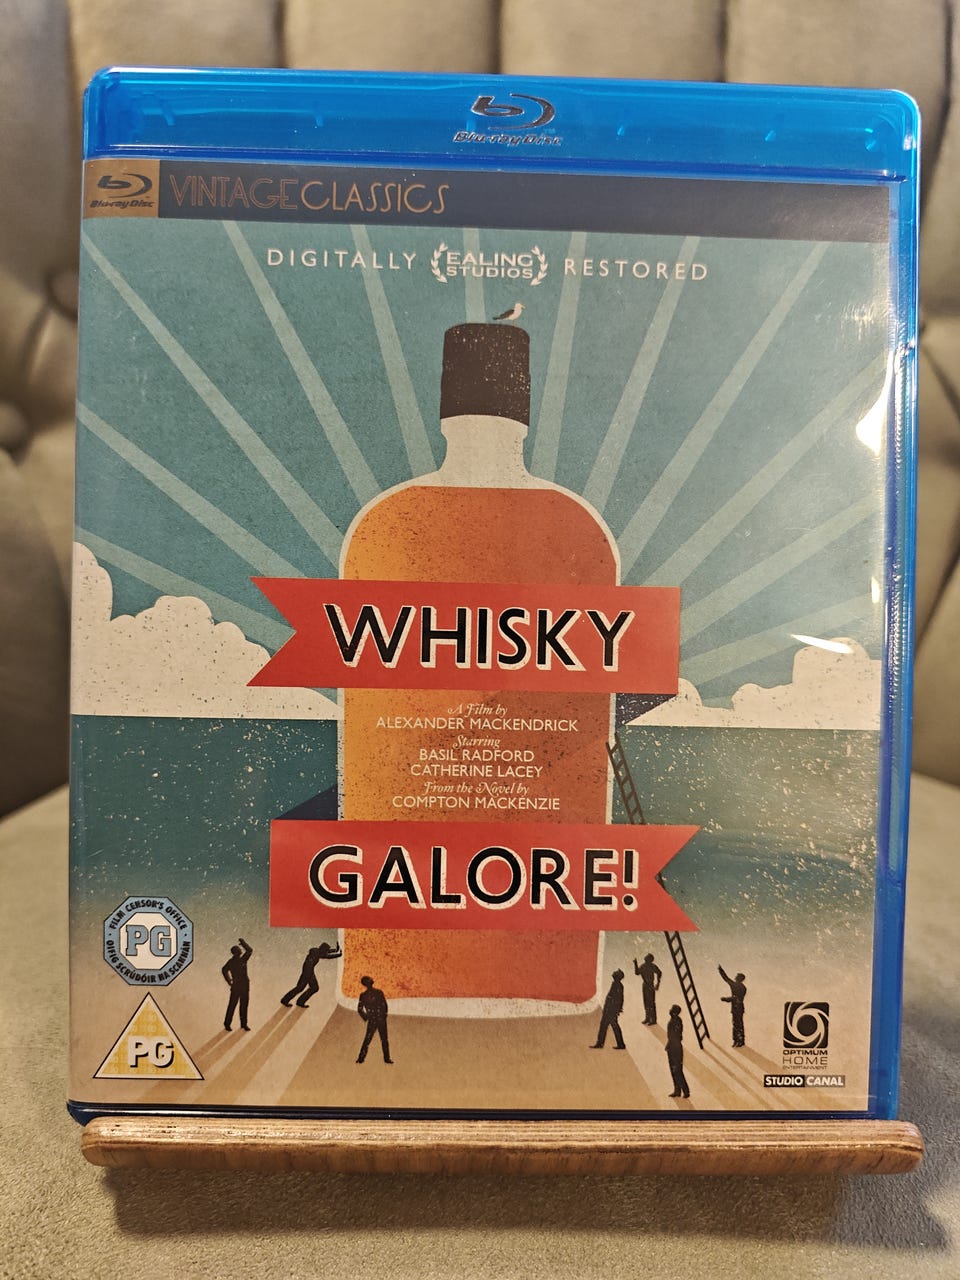 Blu-ray Disc
Blu-ray Disc
VINTAGE CLASSICS
DIGITALLY EALING STUDIOS RESTORED
WHISKY
A Film by
ALEXANDER MACKENDRICK
Starring
BASIL RADFORD
CATHERINE LACEY
From the Novel by
COMPTON MACKENZIE
GALORE!
FILM CENSOR'S OFFICE
PG
OIFIG SCRÚDÓIR NA SCANNÁN
PG
OPTIMUM
HOME
ENTERTAINMENT
STUDIO CANAL